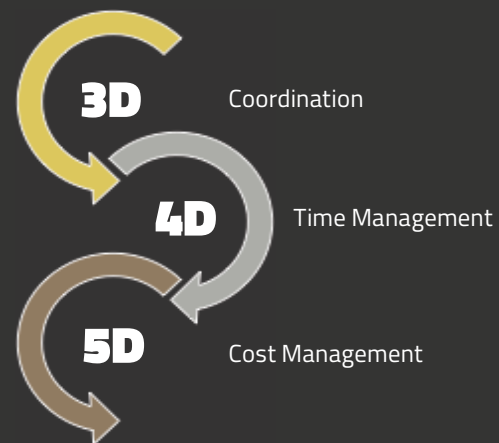 3D
Coordination
4D
Time Management
5D
Cost Management